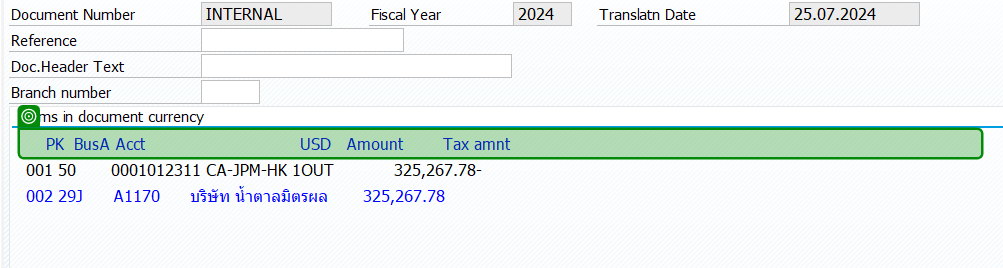 Document Number INTERNAL Fiscal Year 2024 Translatn Date 25.07.2024
Reference
Doc.Header Text
Branch number
ms in document currency
PK BusA Acct USD Amount Tax amnt
001 50 0001012311 CA-JPM-HK 1OUT 325,267.78-
002 29J A1170 บริษัท น้ำตาลมิตรผล 325,267.78